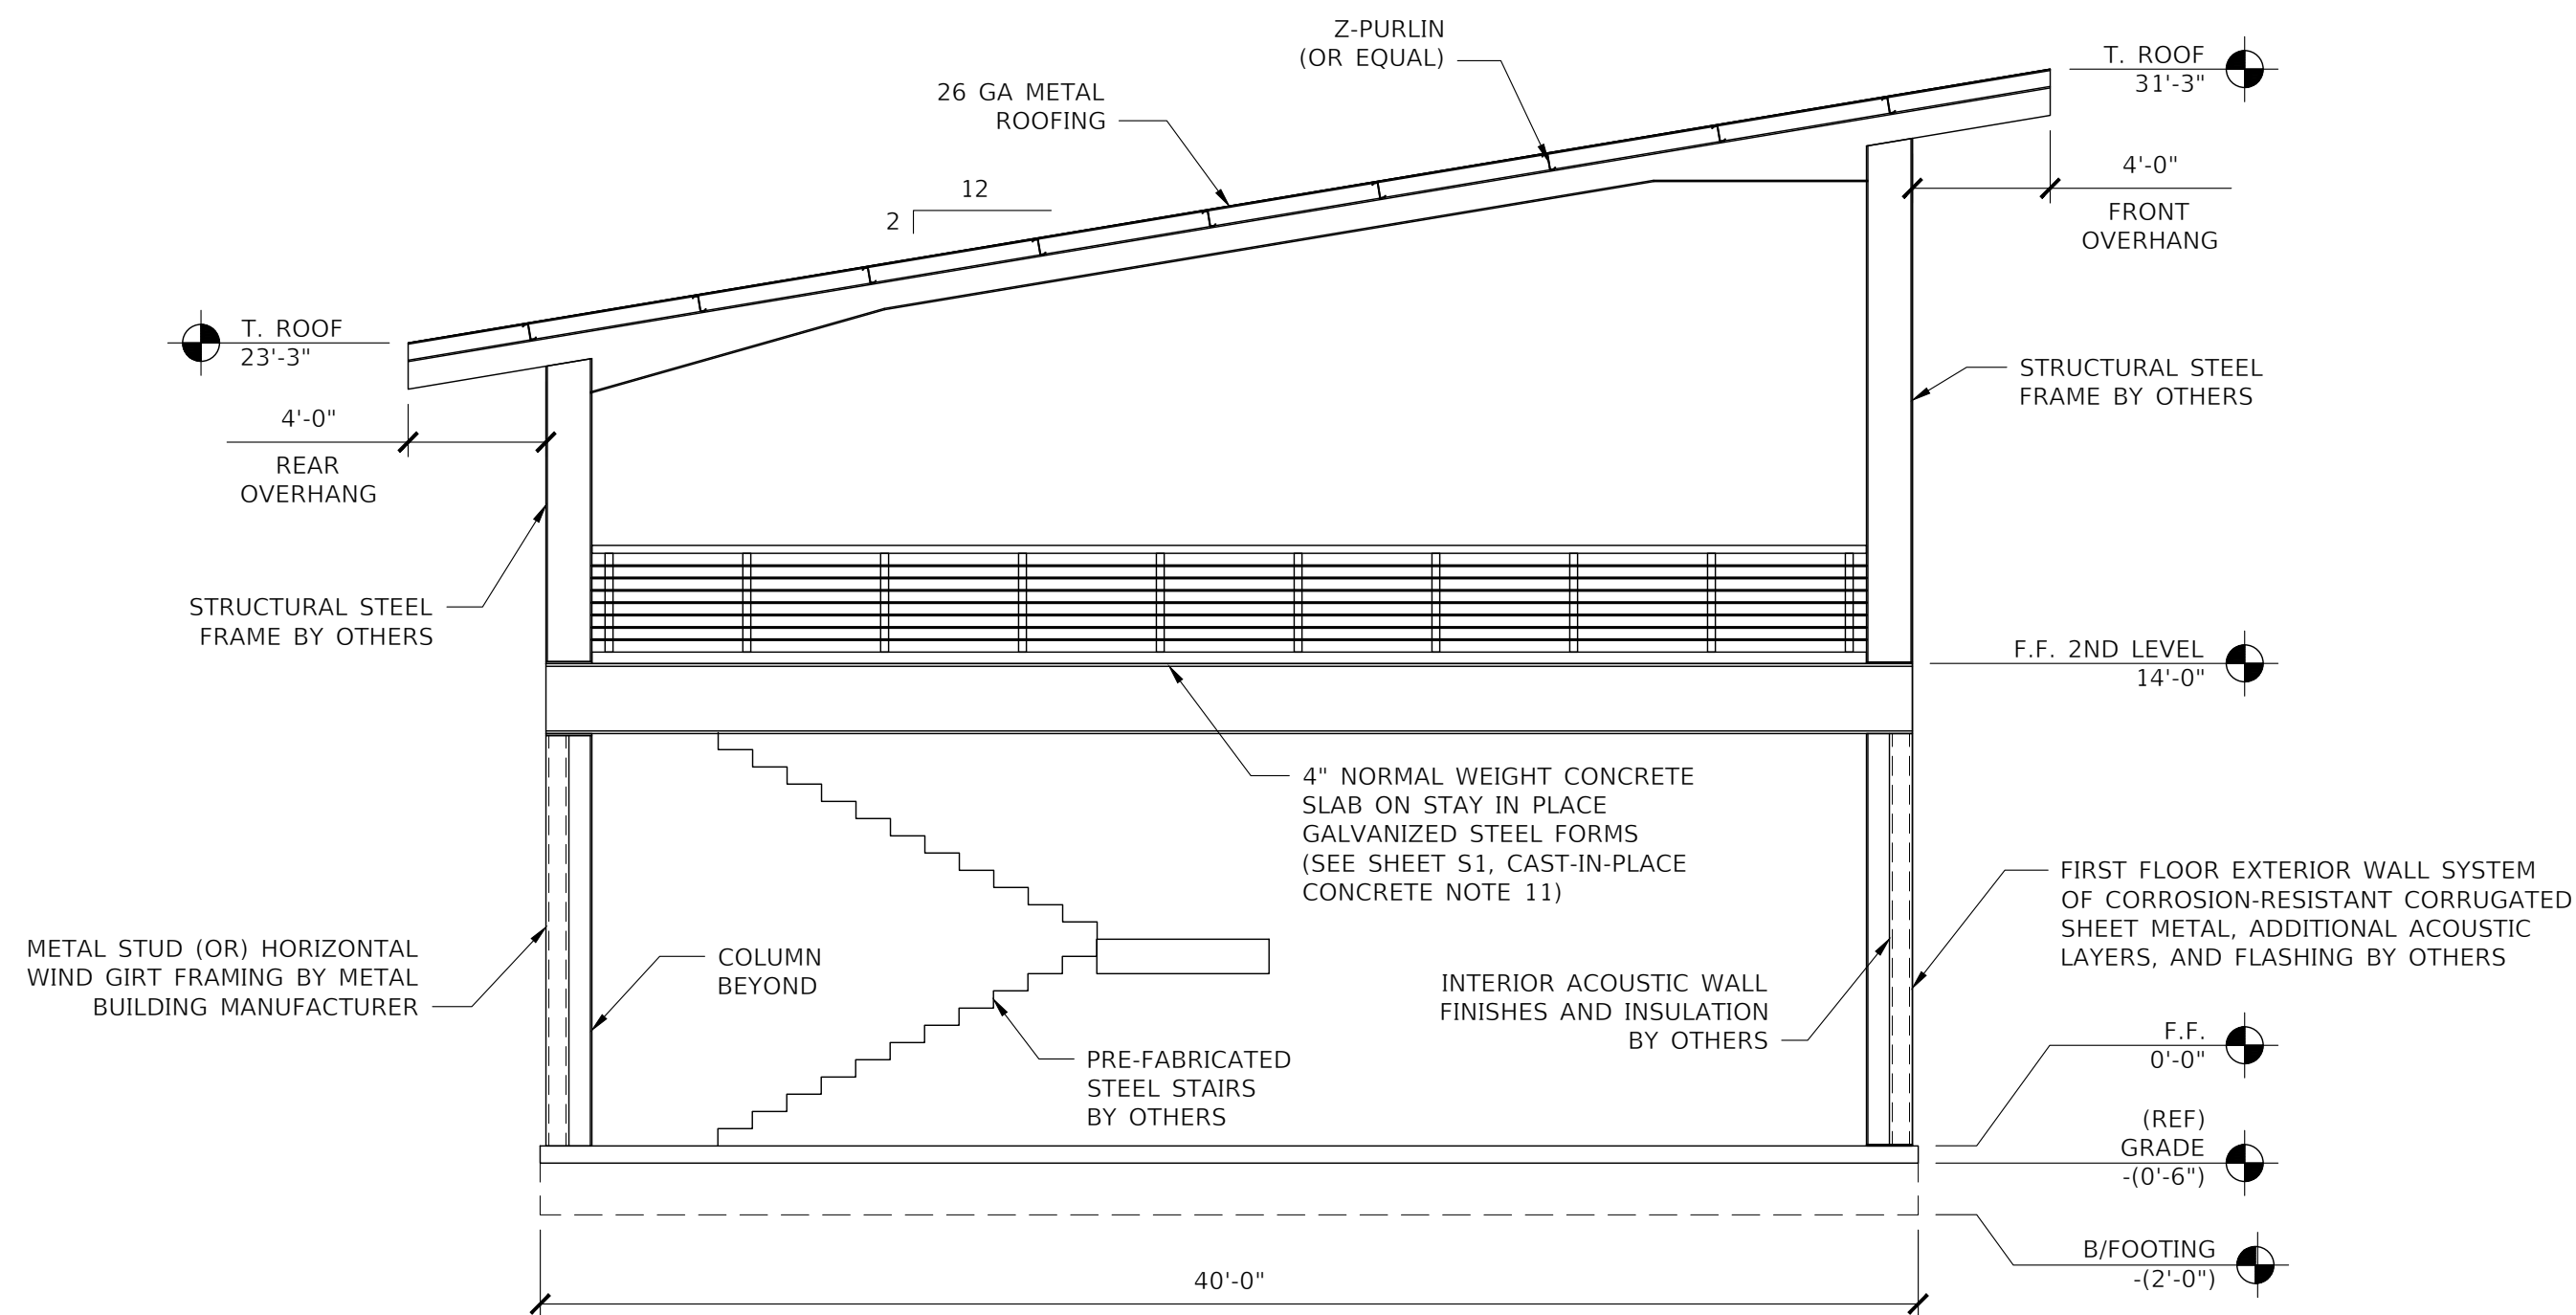 Z-PURLIN
(OR EQUAL)
T. ROOF
31'-3"
26 GA METAL
ROOFING
4'-0"
FRONT
OVERHANG
12
2
T. ROOF
23'-3"
4'-0"
REAR
OVERHANG
STRUCTURAL STEEL
FRAME BY OTHERS
STRUCTURAL STEEL
FRAME BY OTHERS
F.F. 2ND LEVEL
14'-0"
4" NORMAL WEIGHT CONCRETE
SLAB ON STAY IN PLACE
GALVANIZED STEEL FORMS
(SEE SHEET S1, CAST-IN-PLACE
CONCRETE NOTE 11)
FIRST FLOOR EXTERIOR WALL SYSTEM
OF CORROSION-RESISTANT CORRUGATED
SHEET METAL, ADDITIONAL ACOUSTIC
LAYERS, AND FLASHING BY OTHERS
METAL STUD (OR) HORIZONTAL
WIND GIRT FRAMING BY METAL
BUILDING MANUFACTURER
COLUMN
BEYOND
INTERIOR ACOUSTIC WALL
FINISHES AND INSULATION
BY OTHERS
PRE-FABRICATED
STEEL STAIRS
BY OTHERS
F.F.
0'-0"
(REF)
GRADE
-(0'-6")
B/FOOTING
-(2'-0")
40'-0"